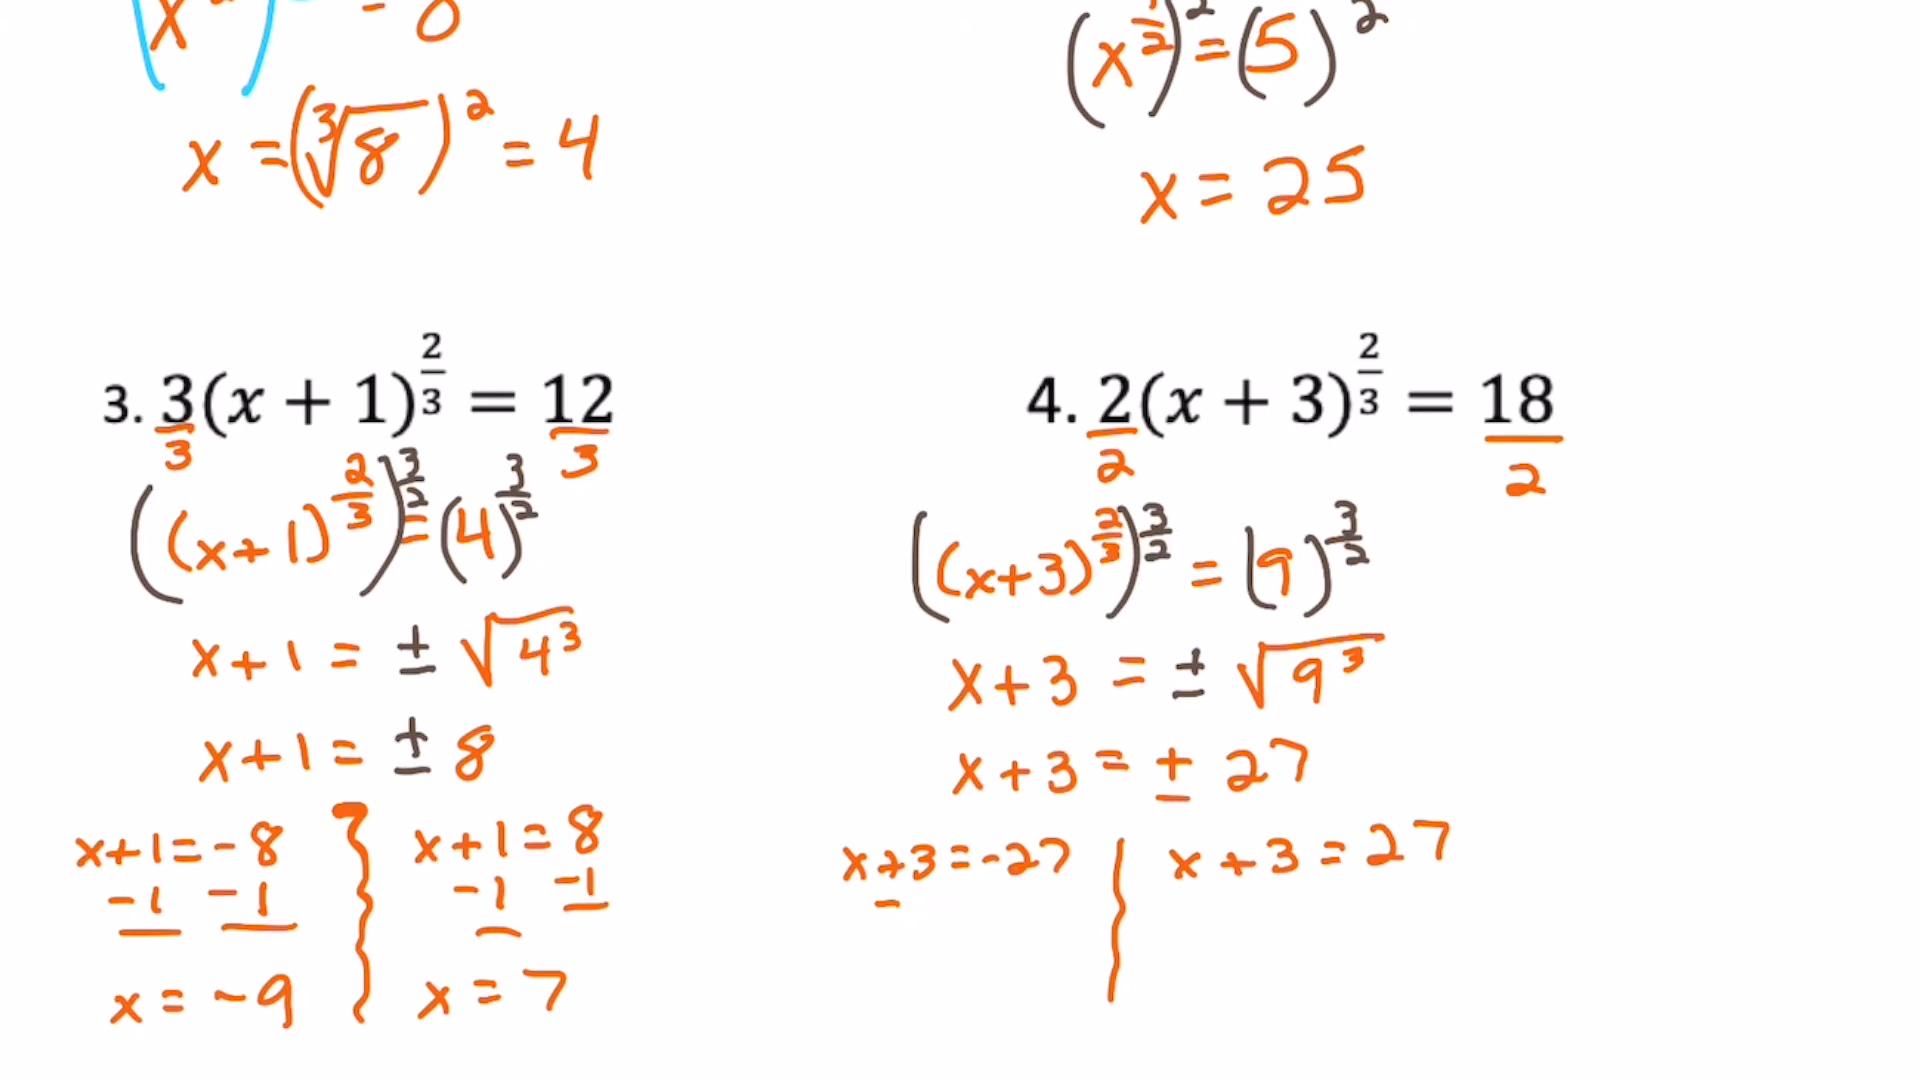 (x = 8
x = (∛8)² = 4
(x^(1/2))² = (5)²
x = 25
3. 3(x + 1)^(2/3) = 12
3 3
((x+1)^(2/3))^(3/2) = (4)^(3/2)
x+1 = ± √4³
x+1 = ± 8
x+1=-8 x+1=8
-1 -1 -1 -1
x = -9 x = 7
4. 2(x + 3)^(2/3) = 18
2 2
((x+3)^(2/3))^(3/2) = (9)^(3/2)
x+3 = ± √9³
x+3 = ± 27
x+3=-27 x+3=27
-